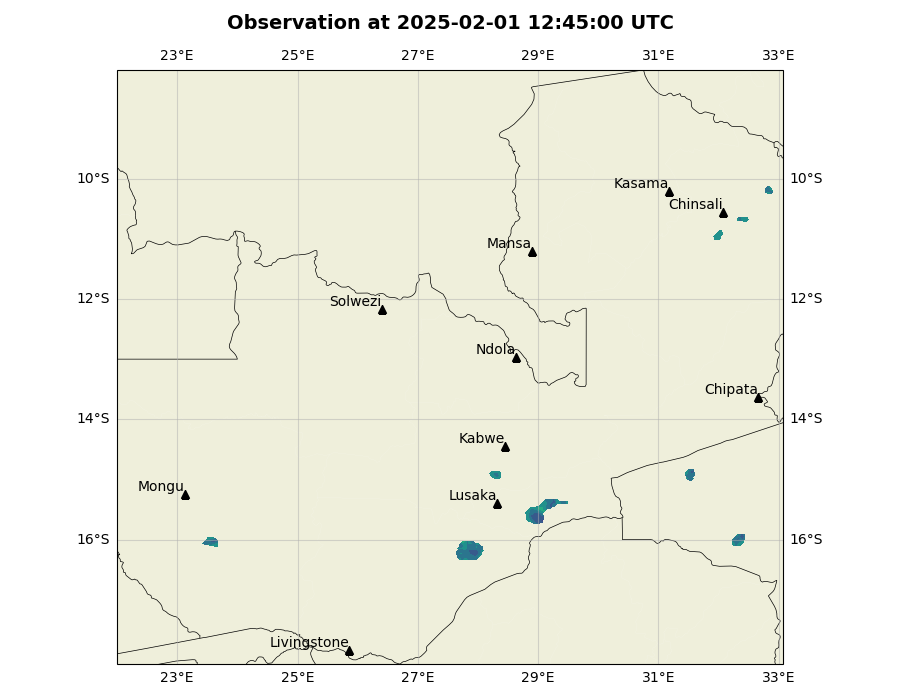 Observation at 2025-02-01 12:45:00 UTC
23°E 25°E 27°E 29°E 31°E 33°E
10°S 10°S
Kasama
Chinsali
Mansa
12°S 12°S
Solwezi
Ndola
Chipata
14°S 14°S
Kabwe
Mongu
Lusaka
16°S 16°S
Livingstone
23°E 25°E 27°E 29°E 31°E 33°E